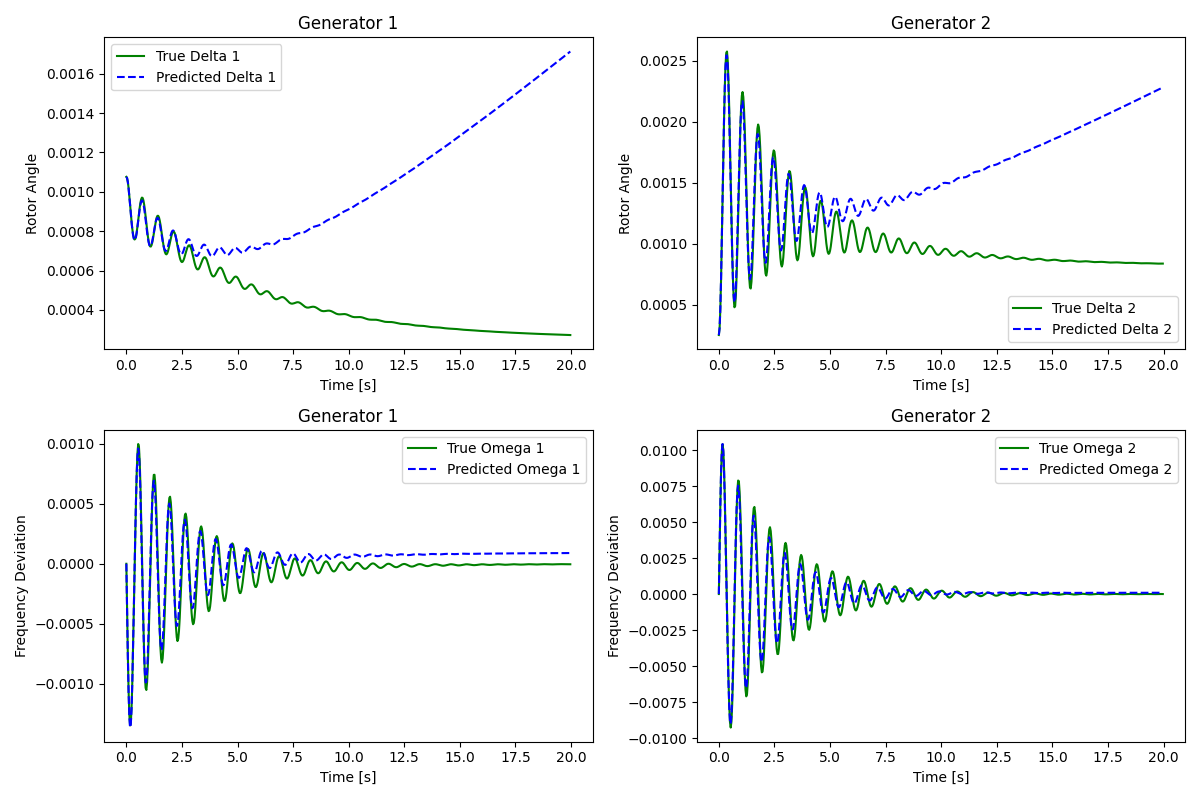 Generator 1
True Delta 1
Predicted Delta 1
0.0016
0.0014
0.0012
0.0010
0.0008
0.0006
0.0004
Rotor Angle
0.0 2.5 5.0 7.5 10.0 12.5 15.0 17.5 20.0
Time [s]
Generator 2
0.0025
0.0020
0.0015
0.0010
0.0005
Rotor Angle
True Delta 2
Predicted Delta 2
0.0 2.5 5.0 7.5 10.0 12.5 15.0 17.5 20.0
Time [s]
Generator 1
True Omega 1
Predicted Omega 1
0.0010
0.0005
0.0000
−0.0005
−0.0010
Frequency Deviation
0.0 2.5 5.0 7.5 10.0 12.5 15.0 17.5 20.0
Time [s]
Generator 2
True Omega 2
Predicted Omega 2
0.0100
0.0075
0.0050
0.0025
0.0000
−0.0025
−0.0050
−0.0075
−0.0100
Frequency Deviation
0.0 2.5 5.0 7.5 10.0 12.5 15.0 17.5 20.0
Time [s]